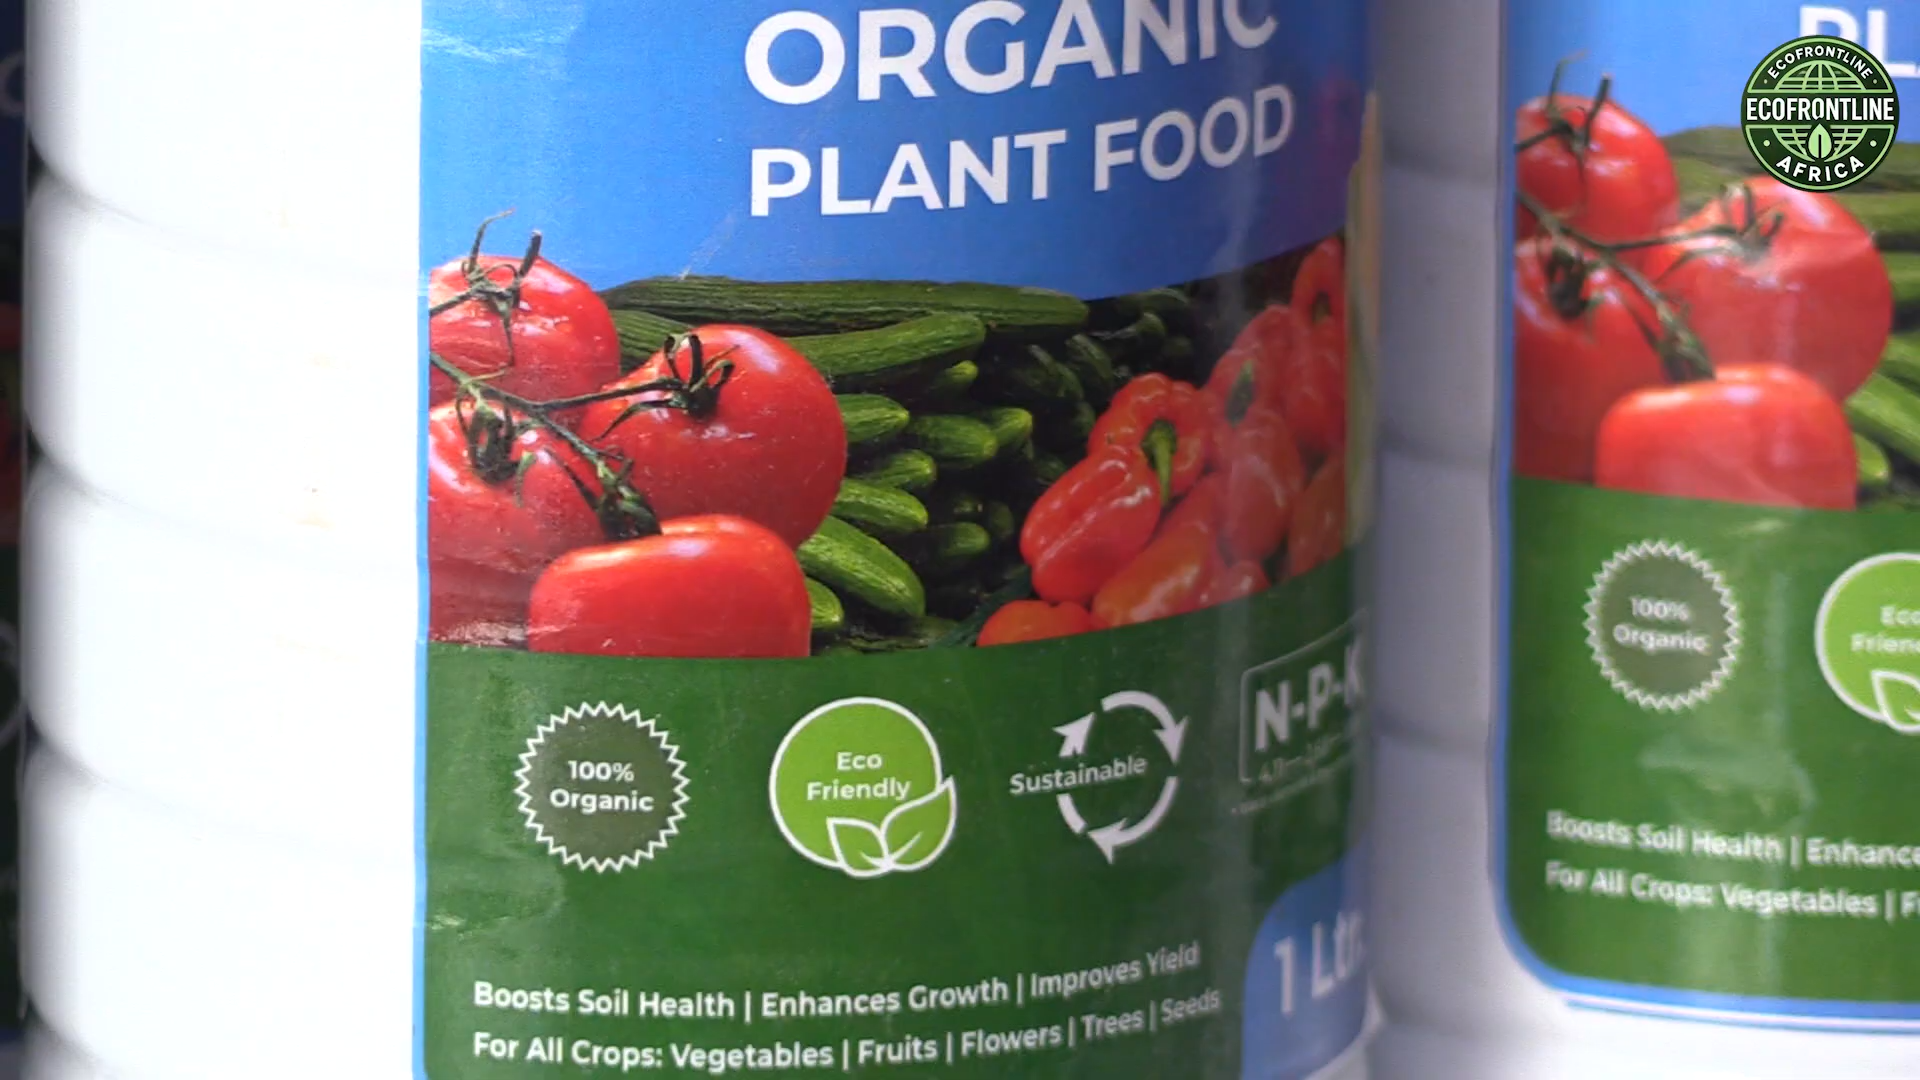 ORGANIC
PLANT FOOD
100%
Organic
Eco
Friendly
Sustainable
N-P-K
1 Ltr
Boosts Soil Health | Enhances Growth | Improves Yield
For All Crops: Vegetables | Fruits | Flowers | Trees | Seeds
PL
100%
Organic
Eco
Boosts Soil Health | Enhance
For All Crops: Vegetables |
ECOFRONTLINE
ECOFRONTLINE
AFRICA